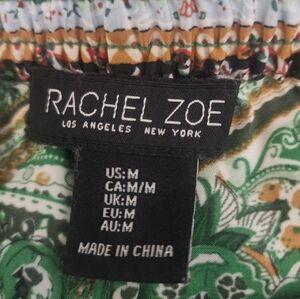 RACHEL ZOE
LOS ANGELES NEW YORK
US:M
CA:M/M
UK:M
EU:M
AU:M
MADE IN CHINA